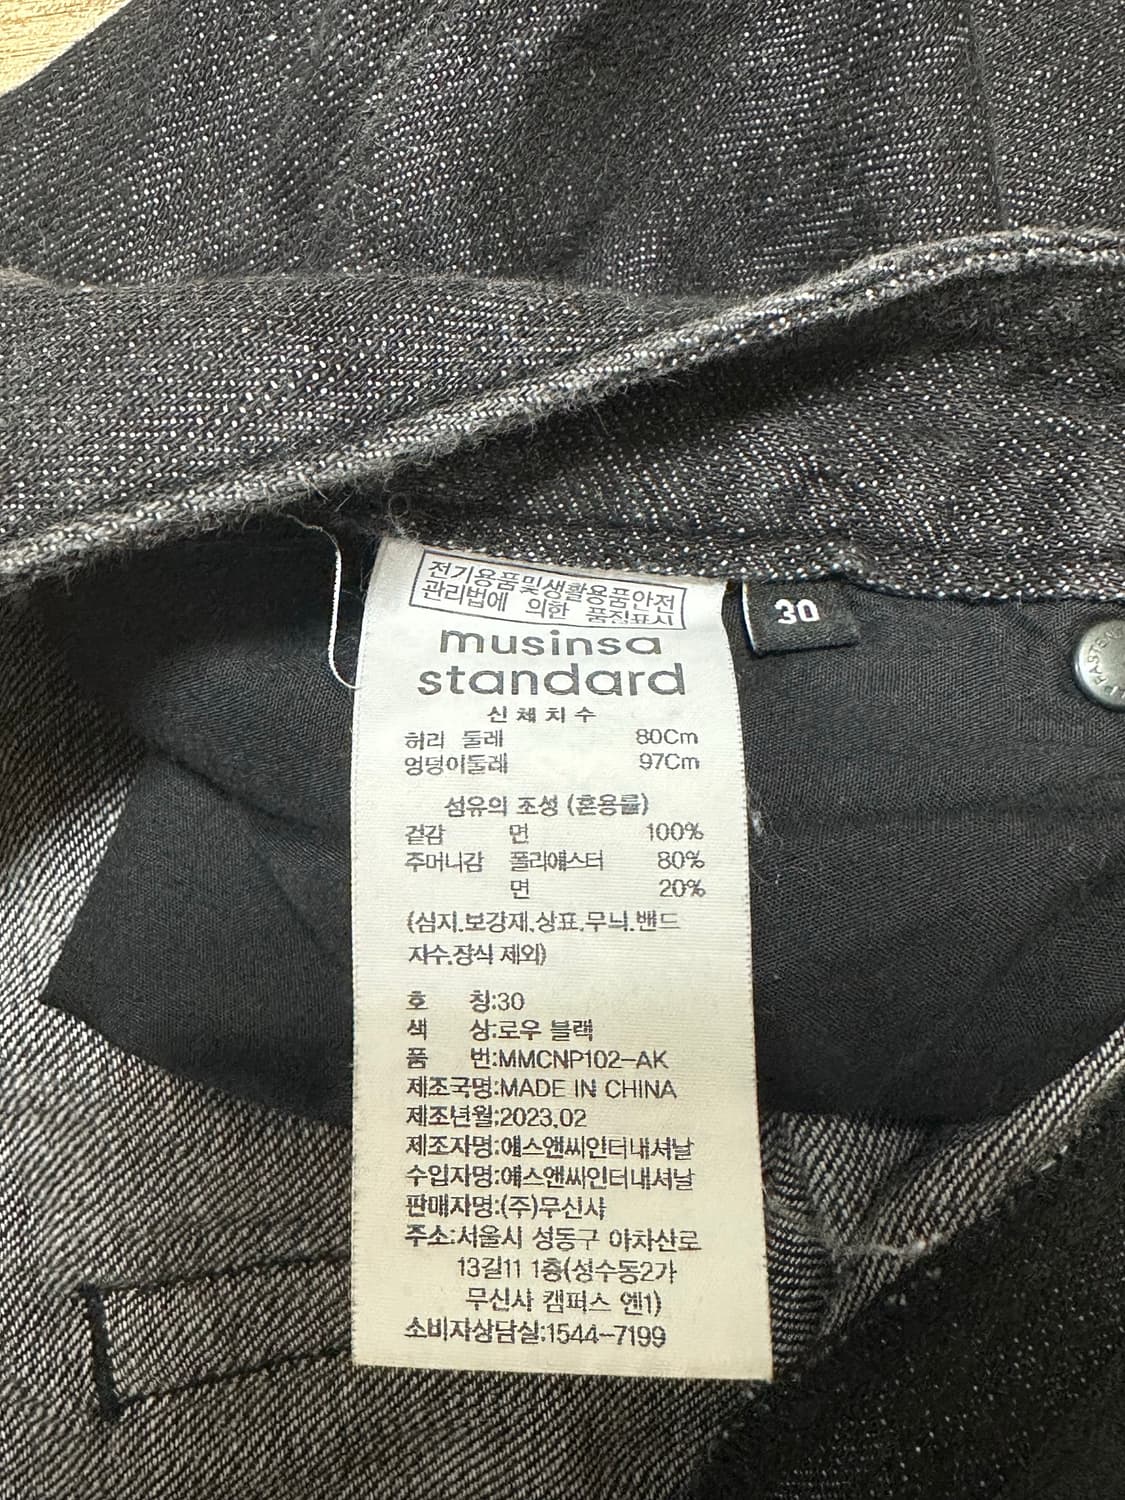 전기용품및생활용품안전
관리법에 의한 품질표시
musinsa
standard
30
신체치수
허리 둘레 80Cm
엉덩이둘레 97Cm
섬유의 조성 (혼용률)
겉감 면 100%
주머니감 폴리에스터 80%
면 20%
(심지.보강재.상표.무늬.밴드
자수.장식 제외)
호 칭:30
색 상:로우 블랙
품 번:MMCNP102-AK
제조국명:MADE IN CHINA
제조년월:2023.02
제조자명:에스앤씨인터내셔날
수입자명:에스앤씨인터내셔날
판매자명:(주)무신사
주소:서울시 성동구 아차산로
13길11 1층(성수동2가
무신사 캠퍼스 엔1)
소비자상담실:1544-7199